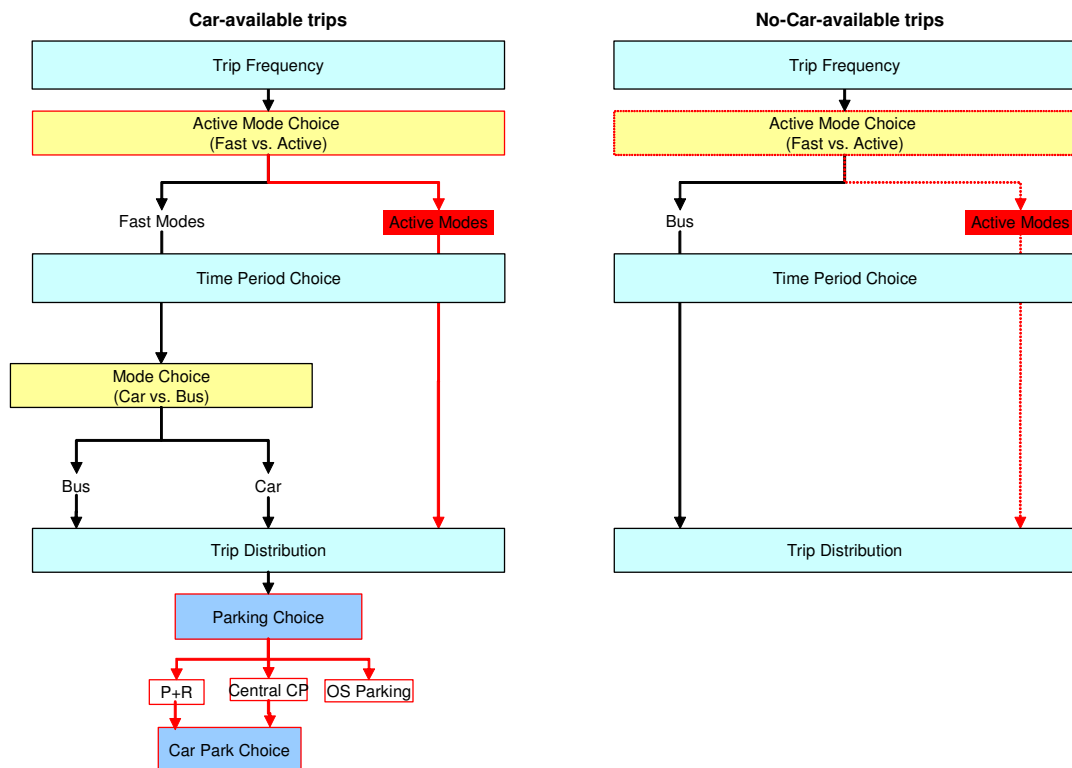 Car-available trips
Trip Frequency
Active Mode Choice
(Fast vs. Active)
Fast Modes
Active Modes
Time Period Choice
Mode Choice
(Car vs. Bus)
Bus
Car
Trip Distribution
Parking Choice
P+R
Central CP
OS Parking
Car Park Choice
No-Car-available trips
Trip Frequency
Active Mode Choice
(Fast vs. Active)
Bus
Active Modes
Time Period Choice
Trip Distribution